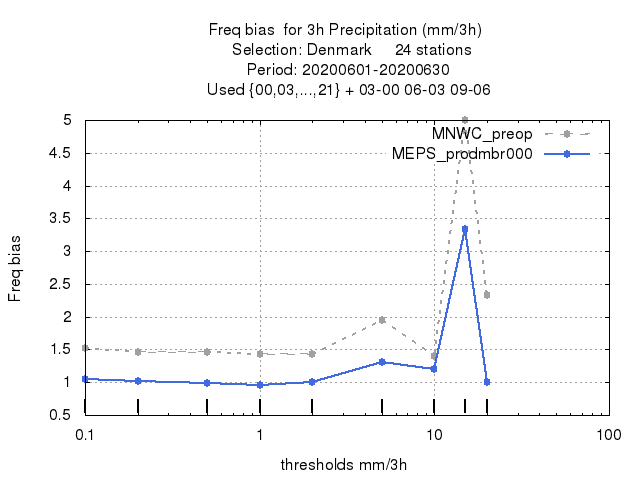 Freq bias  for 3h Precipitation (mm/3h)
Selection: Denmark     24 stations
Period: 20200601-20200630
Used {00,03,...,21} + 03-00 06-03 09-06
MNWC_preop
MEPS_prodmbr000
5
4.5
4
3.5
3
2.5
2
1.5
1
0.5
Freq bias
0.1 1 10 100
thresholds mm/3h